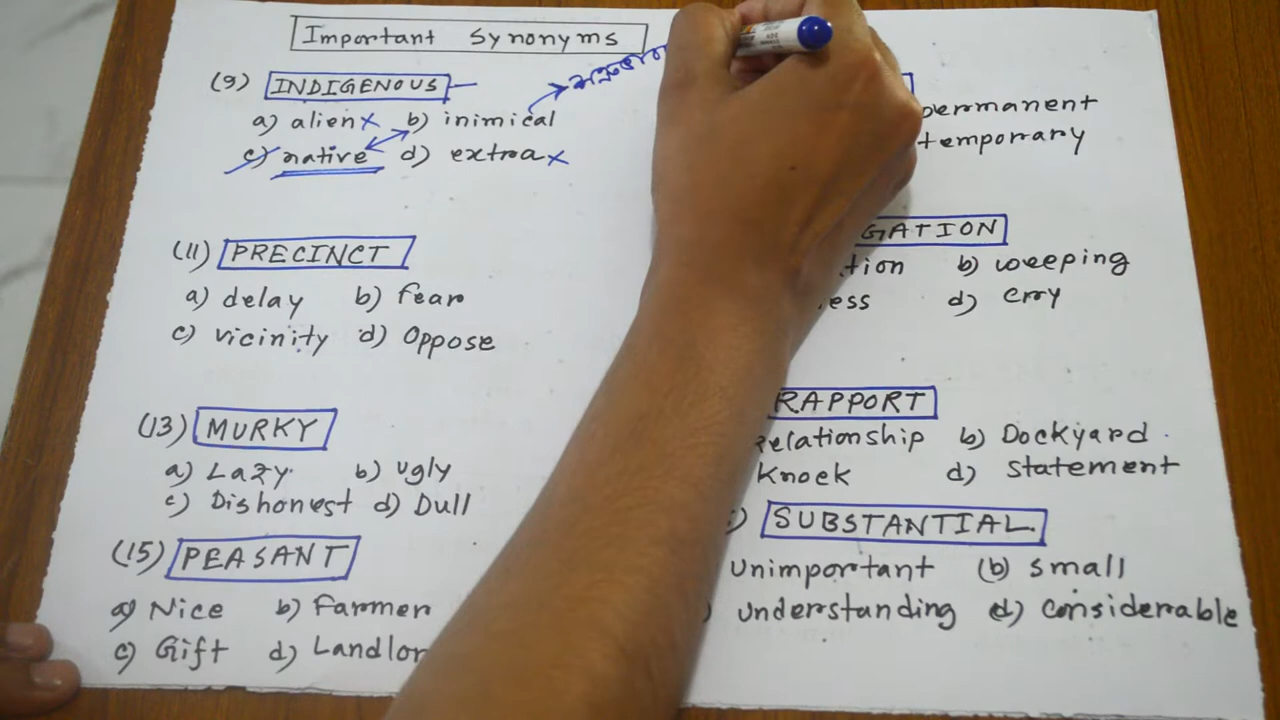 Important Synonyms
(9) INDIGENOUS
a) alien x b) inimical
c) native d) extra x
permanent
temporary
(11) PRECINCT
a) delay b) fear
c) vicinity d) Oppose
GATION
tion b) weeping
ess d) Crry
(13) MURKY
a) Lazy b) ugly
c) Dishonest d) Dull
RAPPORT
relationship b) Dockyard
Knock d) Statement
(15) PEASANT
a) Nice b) Farmer
c) Gift d) Landlor
) SUBSTANTIAL
unimportant (b) small
) understanding d) Considerable